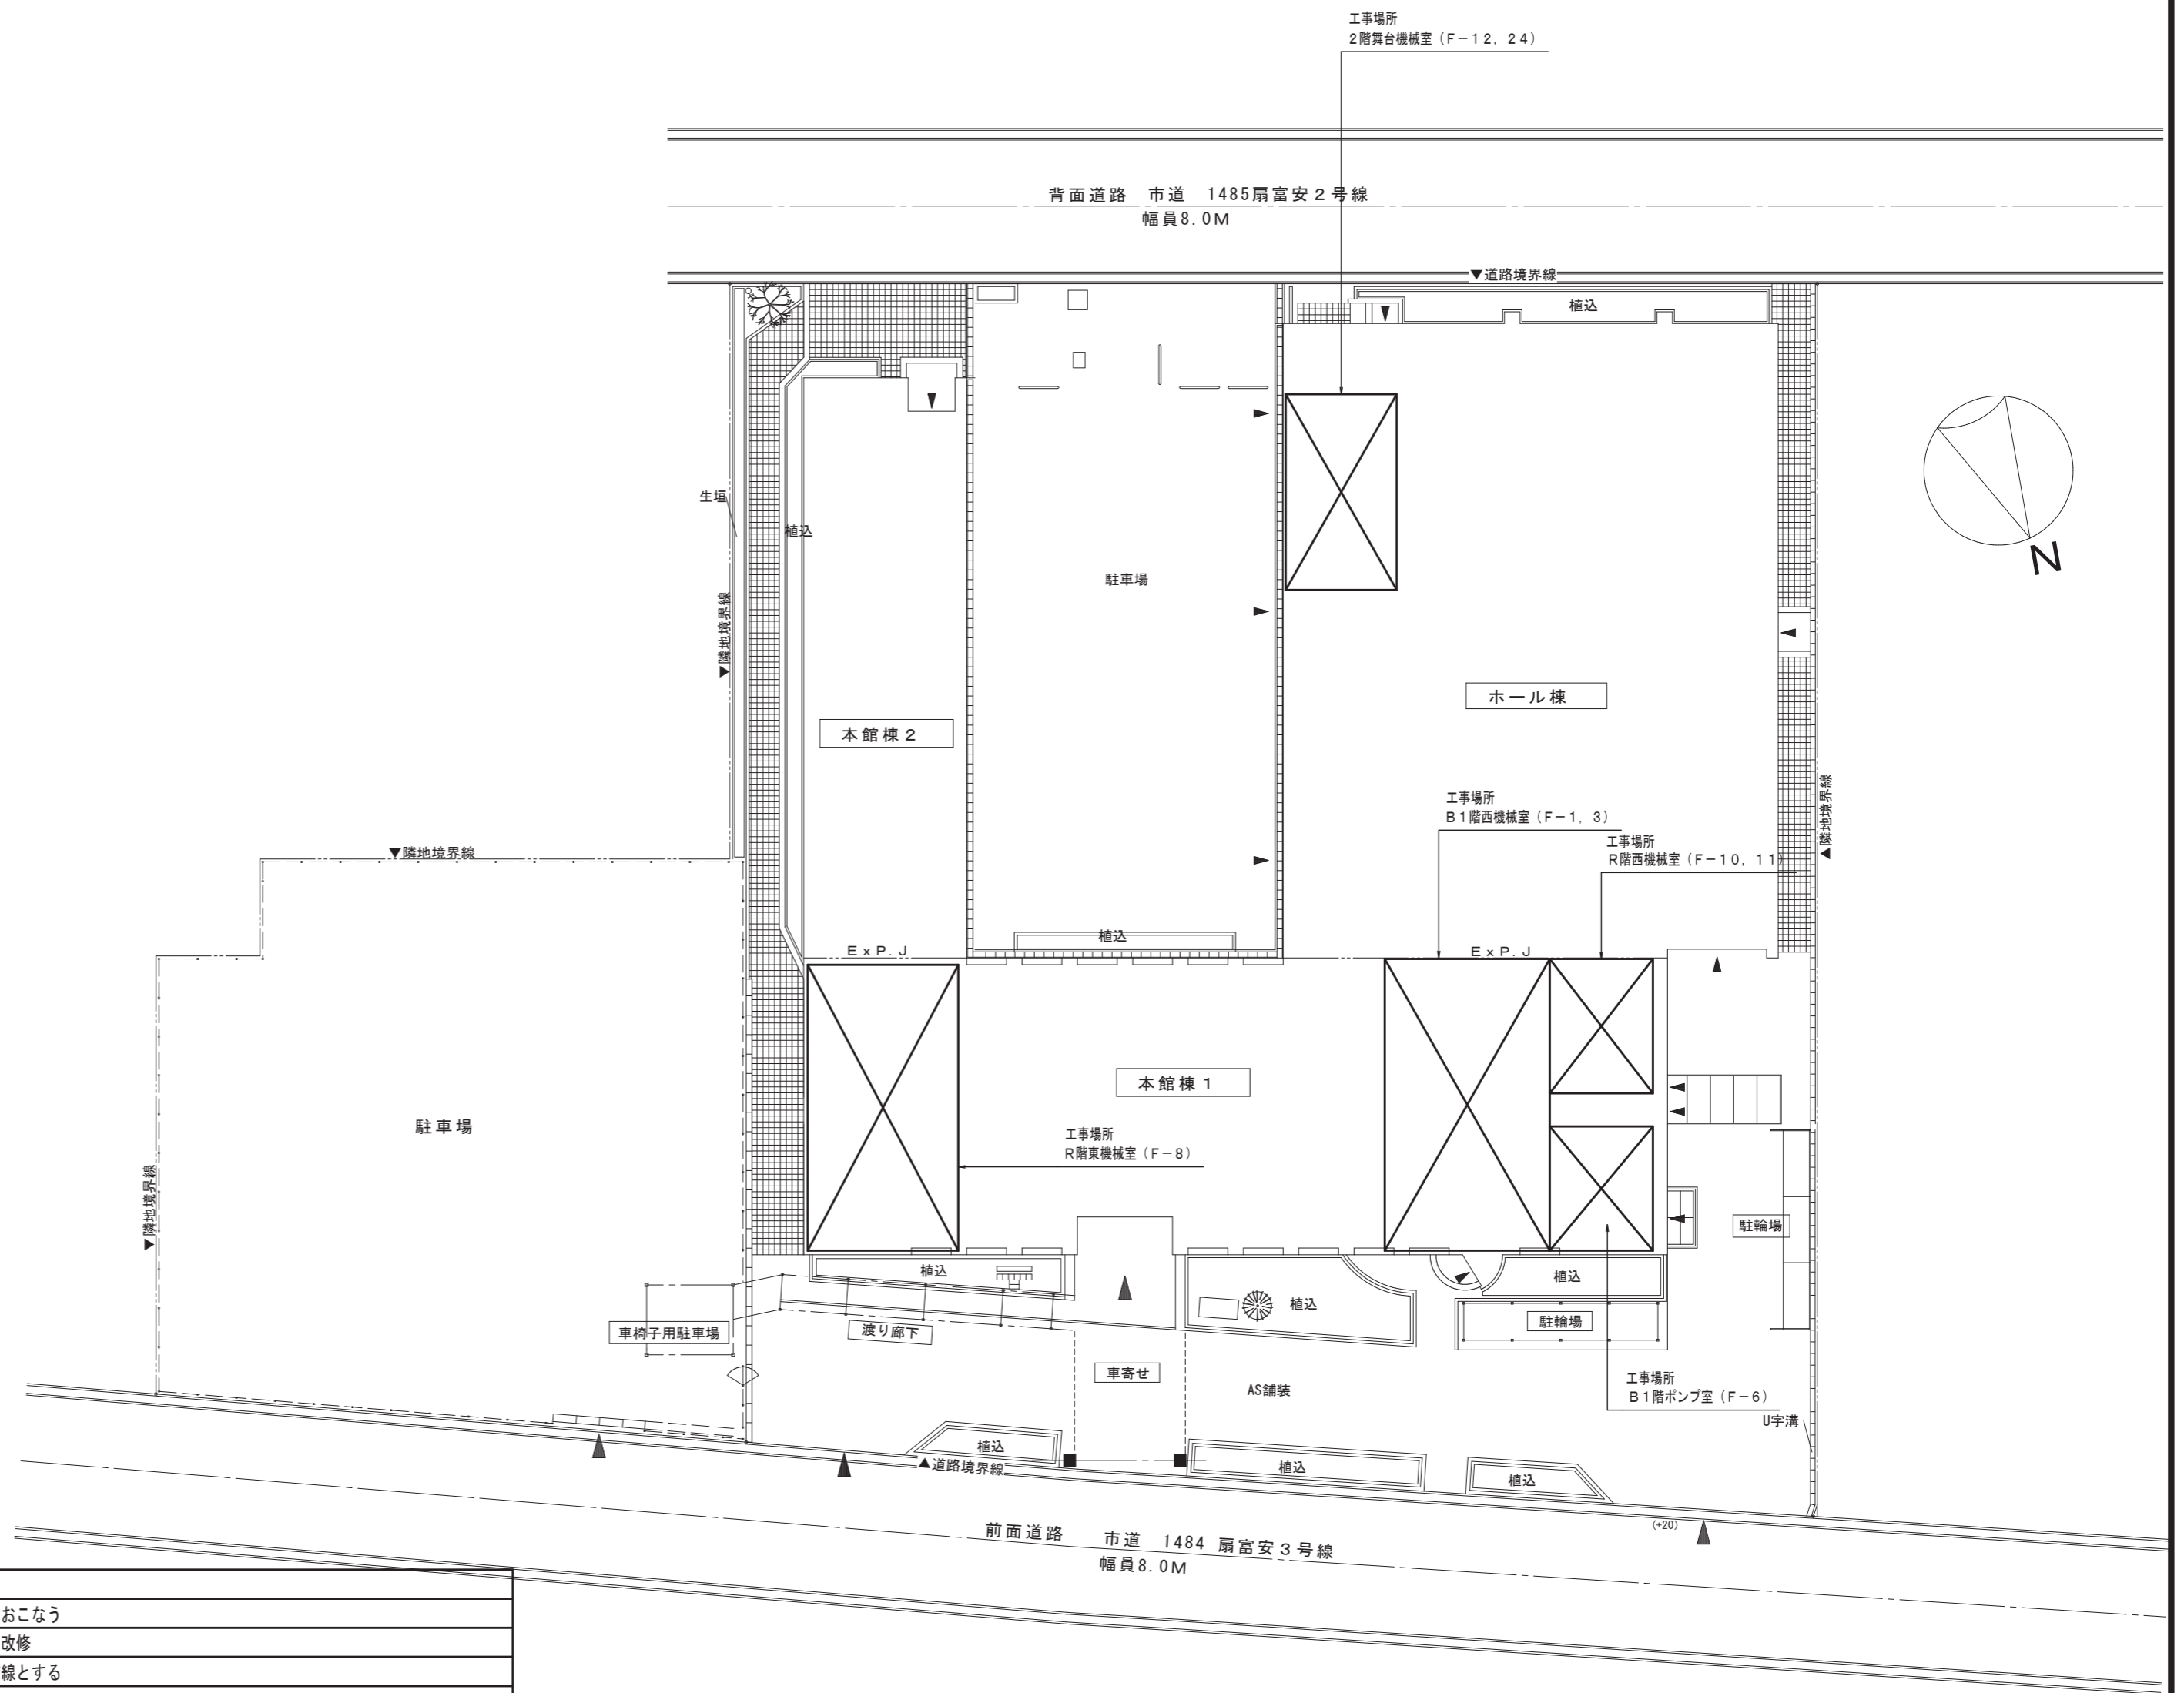 工事場所
2階舞台機械室（F－12，24）
背面道路　市道　1485扇富安２号線
幅員8.0M
▼道路境界線
植込
生垣
植込
駐車場
N
▼隣地境界線
ホール棟
本館棟２
工事場所
B１階西機械室（F－1，3）
工事場所
R階西機械室（F－10，11）
▲隣地境界線
▼隣地境界線
植込
ExP.J
ExP.J
本館棟１
駐車場
工事場所
R階東機械室（F－8）
▼隣地境界線
駐輪場
植込
植込
植込
駐輪場
車椅子用駐車場
渡り廊下
車寄せ
AS舗装
工事場所
B１階ポンプ室（F－6）
U字溝
植込
▲道路境界線
植込
植込
(+20)
前面道路　市道　1484 扇富安３号線
幅員8.0M
おこなう
改修
線とする